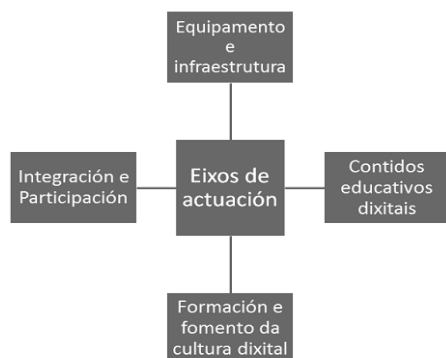 Equipamento
e
infraestrutura
Integración e
Participación
Eixos de
actuación
Contidos
educativos
dixitais
Formación e
fomento da
cultura dixital